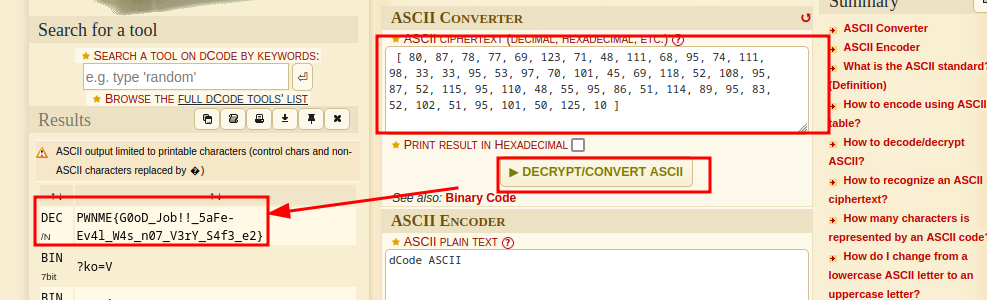 Search for a tool
★ SEARCH A TOOL ON DCODE BY KEYWORDS:
e.g. type 'random'
★ BROWSE THE FULL DCODE TOOLS' LIST
Results
ASCII output limited to printable characters (control chars and non-
ASCII characters replaced by �)
↑↓ ↑↓
DEC
/N
PWNME{G0oD_Job!!_5aFe-
Ev4l_W4s_n07_V3rY_S4f3_e2}
BIN
7bit
?ko=V
BIN
ASCII CONVERTER
★ ASCII CIPHERTEXT (DECIMAL, HEXADECIMAL, ETC.) ?
[ 80, 87, 78, 77, 69, 123, 71, 48, 111, 68, 95, 74, 111,
98, 33, 33, 95, 53, 97, 70, 101, 45, 69, 118, 52, 108, 95,
87, 52, 115, 95, 110, 48, 55, 95, 86, 51, 114, 89, 95, 83,
52, 102, 51, 95, 101, 50, 125, 10 ]
★ PRINT RESULT IN HEXADECIMAL
▶ DECRYPT/CONVERT ASCII
See also: Binary Code
ASCII ENCODER
★ ASCII PLAIN TEXT ?
dCode ASCII
Summary
ASCII Converter
ASCII Encoder
What is the ASCII standard?
(Definition)
How to encode using ASCII
table?
How to decode/decrypt
ASCII?
How to recognize an ASCII
ciphertext?
How many characters is
represented by an ASCII code?
How do I change from a
lowercase ASCII letter to an
uppercase letter?